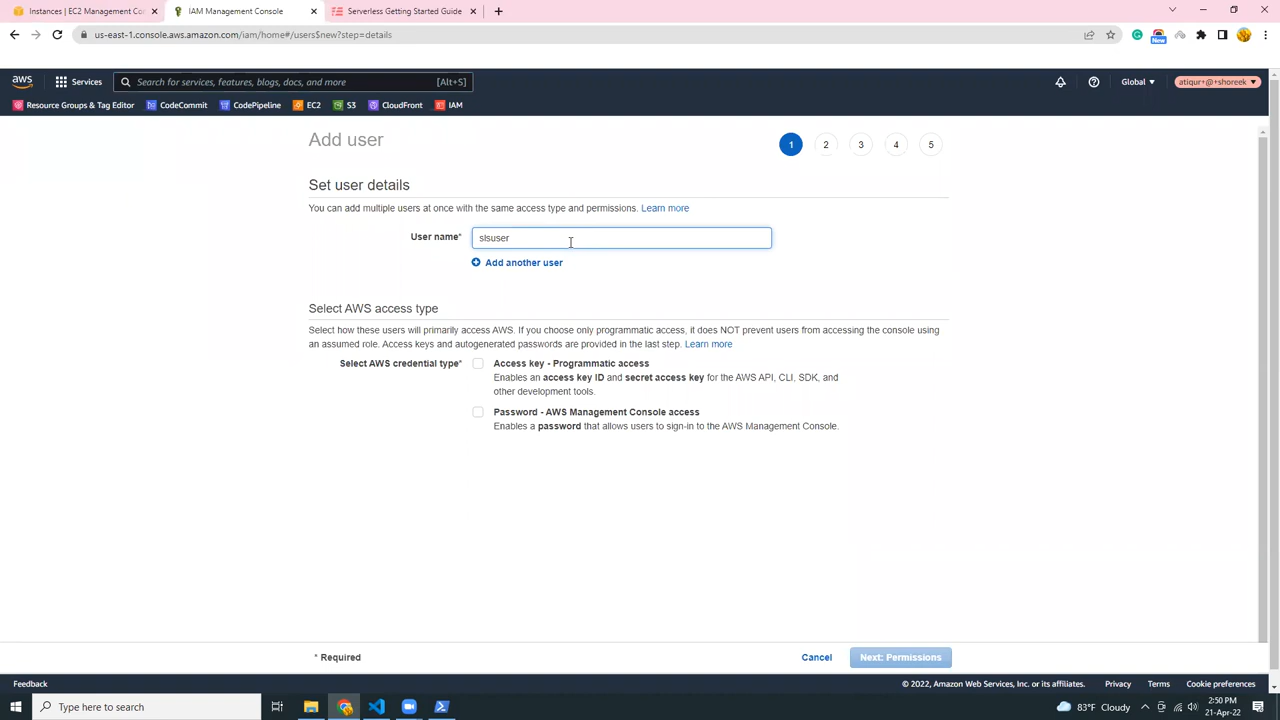 Instances | EC2 Management Con
IAM Management Console
Serverless Getting Started Guide
us-east-1.console.aws.amazon.com/iam/home#/users$new?step=details
New
aws
Services
Search for services, features, blogs, docs, and more
[Alt+S]
Global
atiqur+@+shoreek
Resource Groups & Tag Editor
CodeCommit
CodePipeline
EC2
S3
CloudFront
IAM
Add user
1
2
3
4
5
Set user details
You can add multiple users at once with the same access type and permissions. Learn more
User name*
slsuser
Add another user
Select AWS access type
Select how these users will primarily access AWS. If you choose only programmatic access, it does NOT prevent users from accessing the console using
an assumed role. Access keys and autogenerated passwords are provided in the last step. Learn more
Select AWS credential type*
Access key - Programmatic access
Enables an access key ID and secret access key for the AWS API, CLI, SDK, and
other development tools.
Password - AWS Management Console access
Enables a password that allows users to sign-in to the AWS Management Console.
* Required
Cancel
Next: Permissions
Feedback
© 2022, Amazon Web Services, Inc. or its affiliates.
Privacy
Terms
Cookie preferences
Type here to search
83°F Cloudy
2:50 PM
21-Apr-22